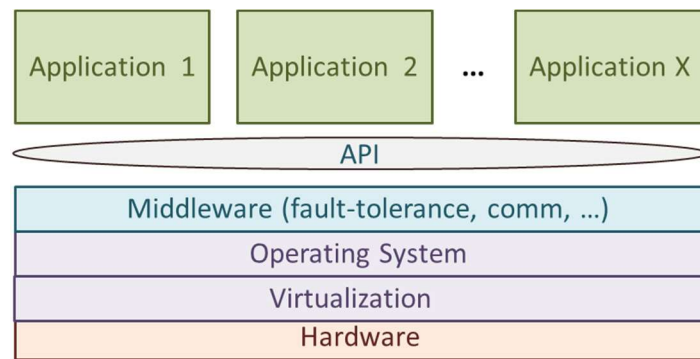 Application 1
Application 2
...
Application X
API
Middleware (fault-tolerance, comm, ...)
Operating System
Virtualization
Hardware